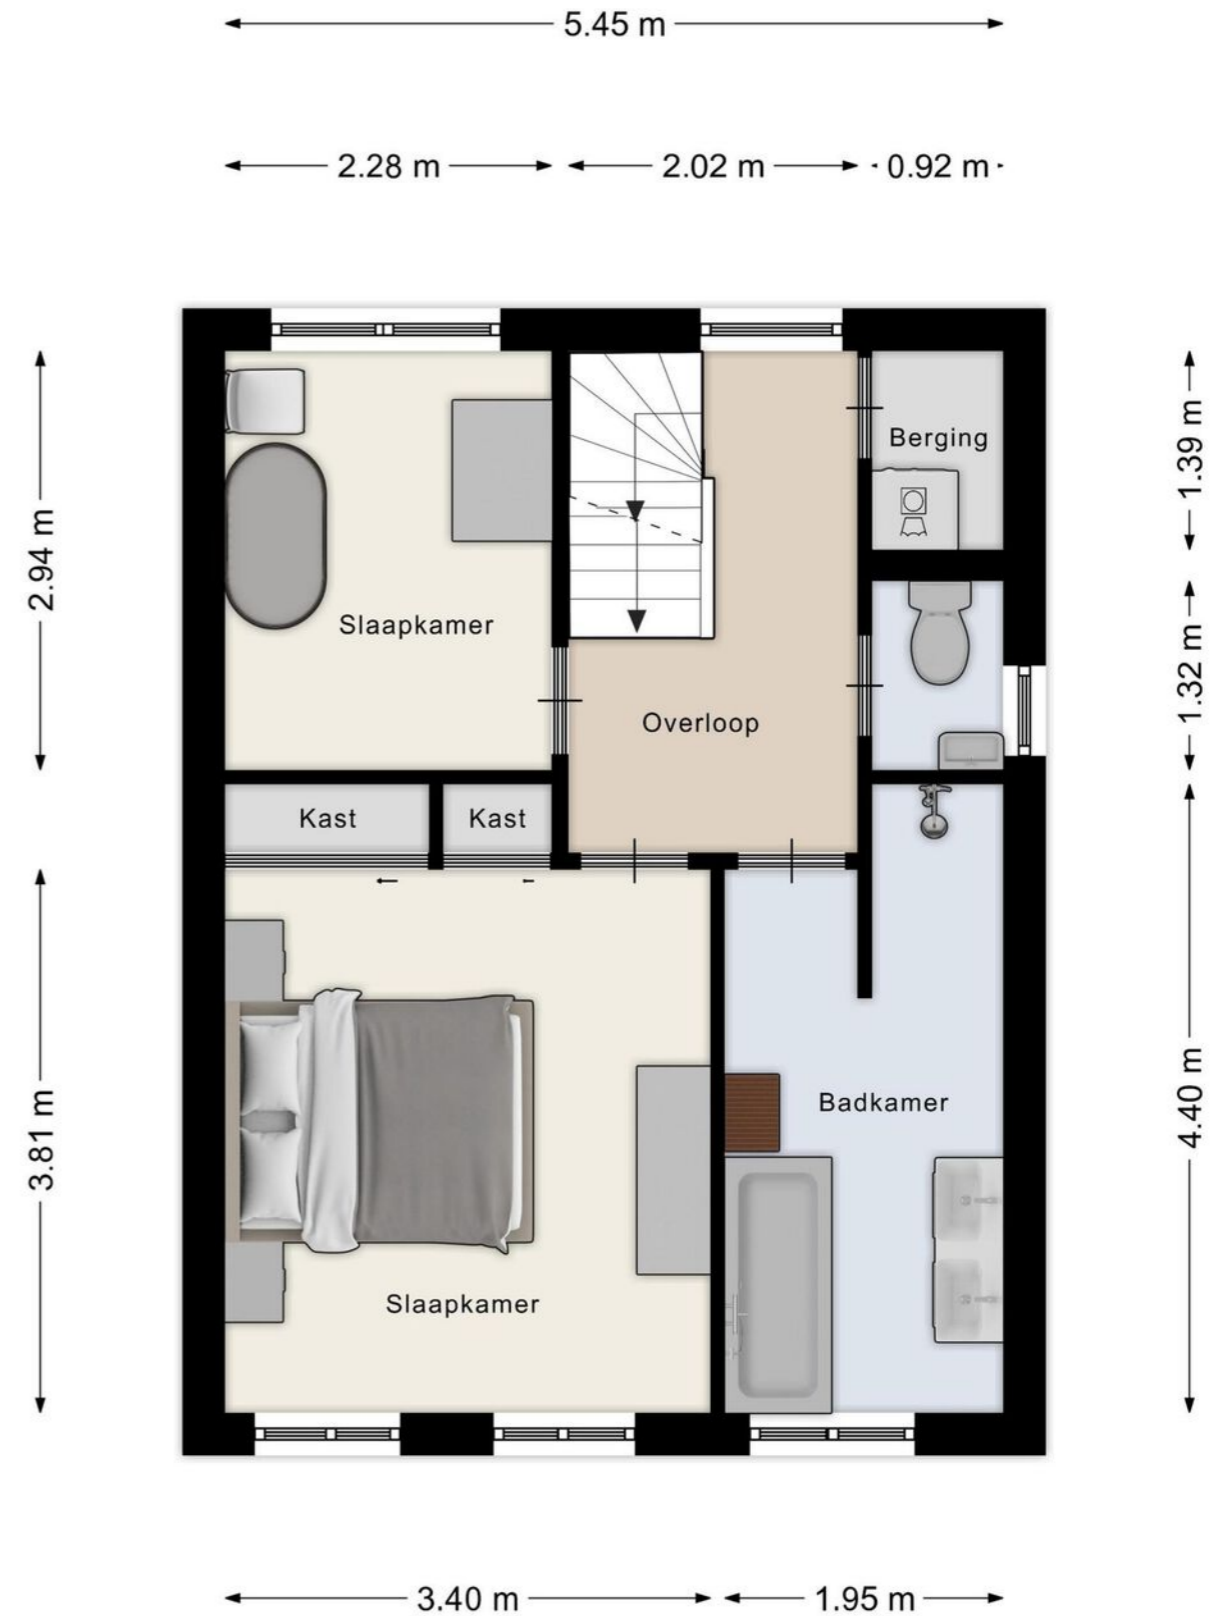 5.45 m
2.28 m
2.02 m
0.92 m
Berging
1.39 m
2.94 m
Slaapkamer
1.32 m
Overloop
Kast
Kast
3.81 m
Badkamer
4.40 m
Slaapkamer
3.40 m
1.95 m